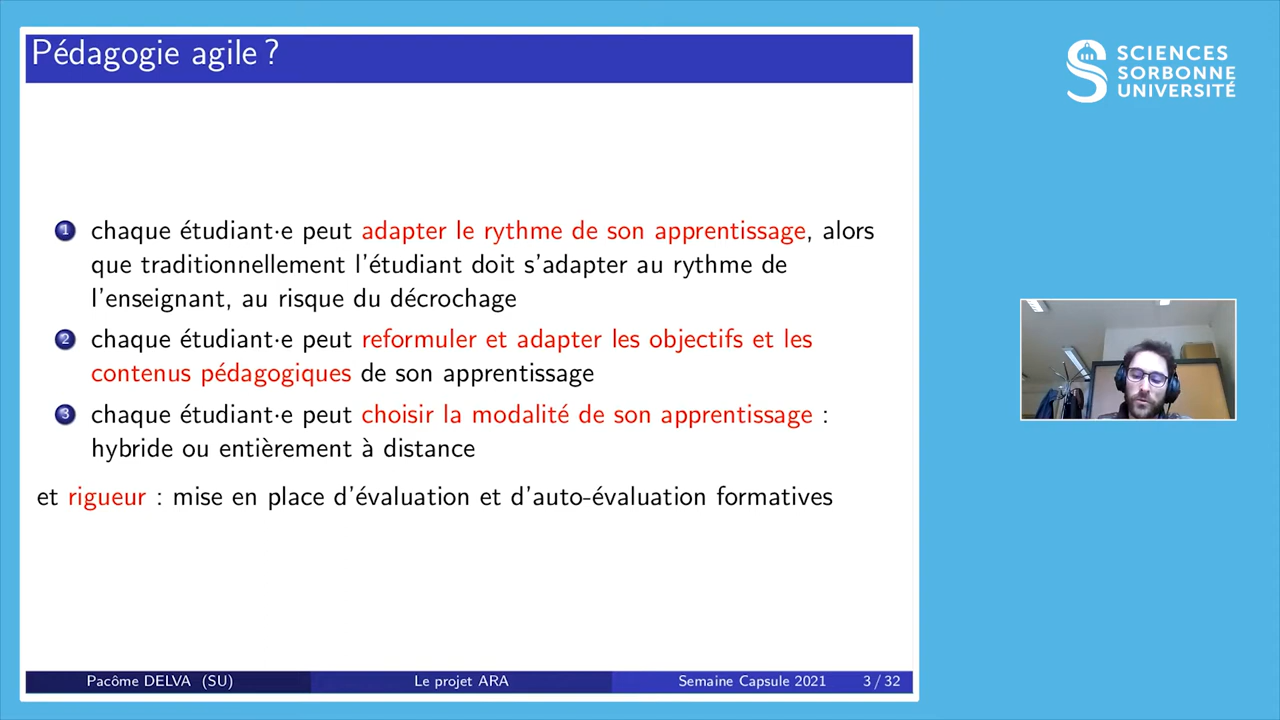 Pédagogie agile ?
SCIENCES
SORBONNE
UNIVERSITÉ
1 chaque étudiant·e peut adapter le rythme de son apprentissage, alors
que traditionnellement l'étudiant doit s'adapter au rythme de
l'enseignant, au risque du décrochage
2 chaque étudiant·e peut reformuler et adapter les objectifs et les
contenus pédagogiques de son apprentissage
3 chaque étudiant·e peut choisir la modalité de son apprentissage :
hybride ou entièrement à distance
et rigueur : mise en place d'évaluation et d'auto-évaluation formatives
Pacôme DELVA (SU) Le projet ARA Semaine Capsule 2021 3 / 32